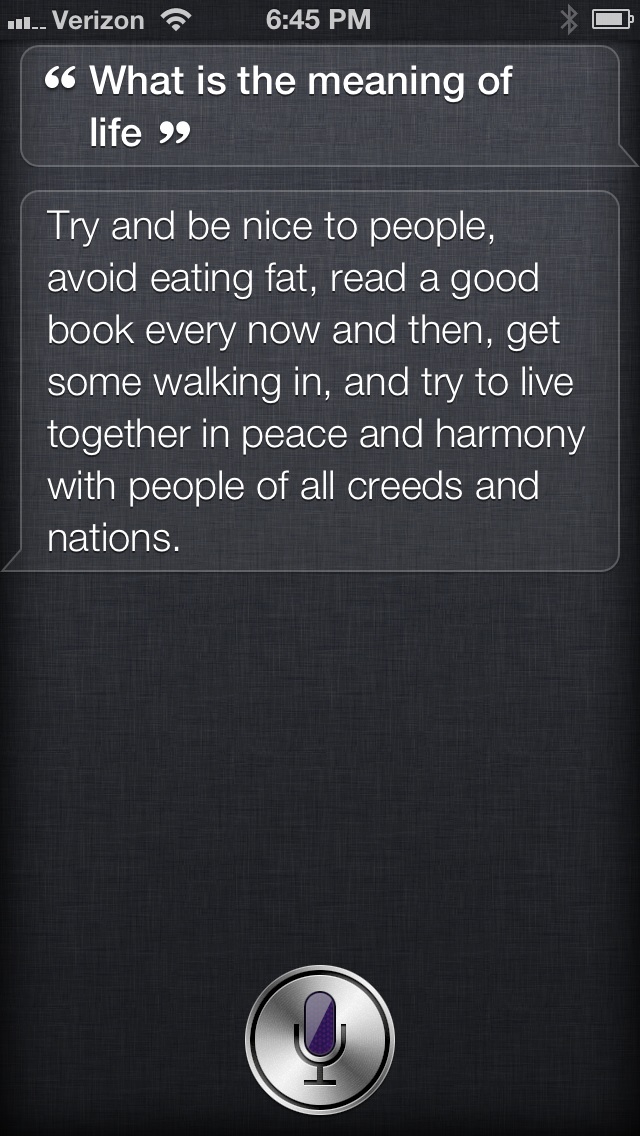 Verizon 6:45 PM
“ What is the meaning of
life ”
Try and be nice to people,
avoid eating fat, read a good
book every now and then, get
some walking in, and try to live
together in peace and harmony
with people of all creeds and
nations.